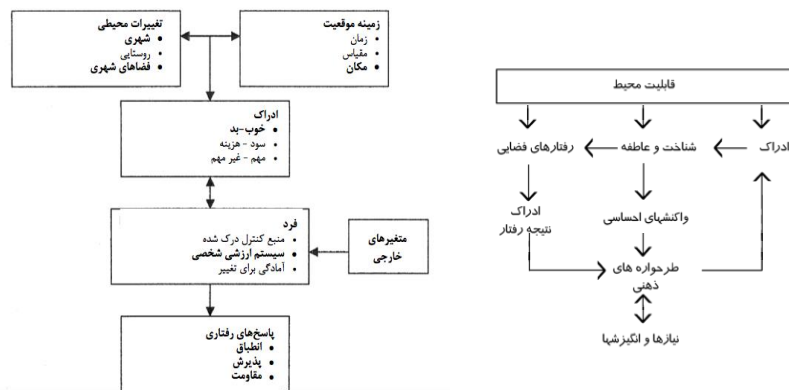 زمینه موقعیت
زمان
مقیاس
مکان
تغییرات محیطی
شهری
روستایی
فضاهای شهری
ادراک
خوب-بد
سود - هزینه
مهم - غیر مهم
فرد
منبع کنترل درک شده
سیستم ارزشی شخصی
آمادگی برای تغییر
متغیرهای
خارجی
پاسخ‌های رفتاری
انطباق
پذیرش
مقاومت
قابلیت محیط
ادراک
شناخت و عاطفه
رفتارهای فضایی
واکنشهای احساسی
ادراک
نتیجه رفتار
طرحواره های
ذهنی
نیازها و انگیزشها